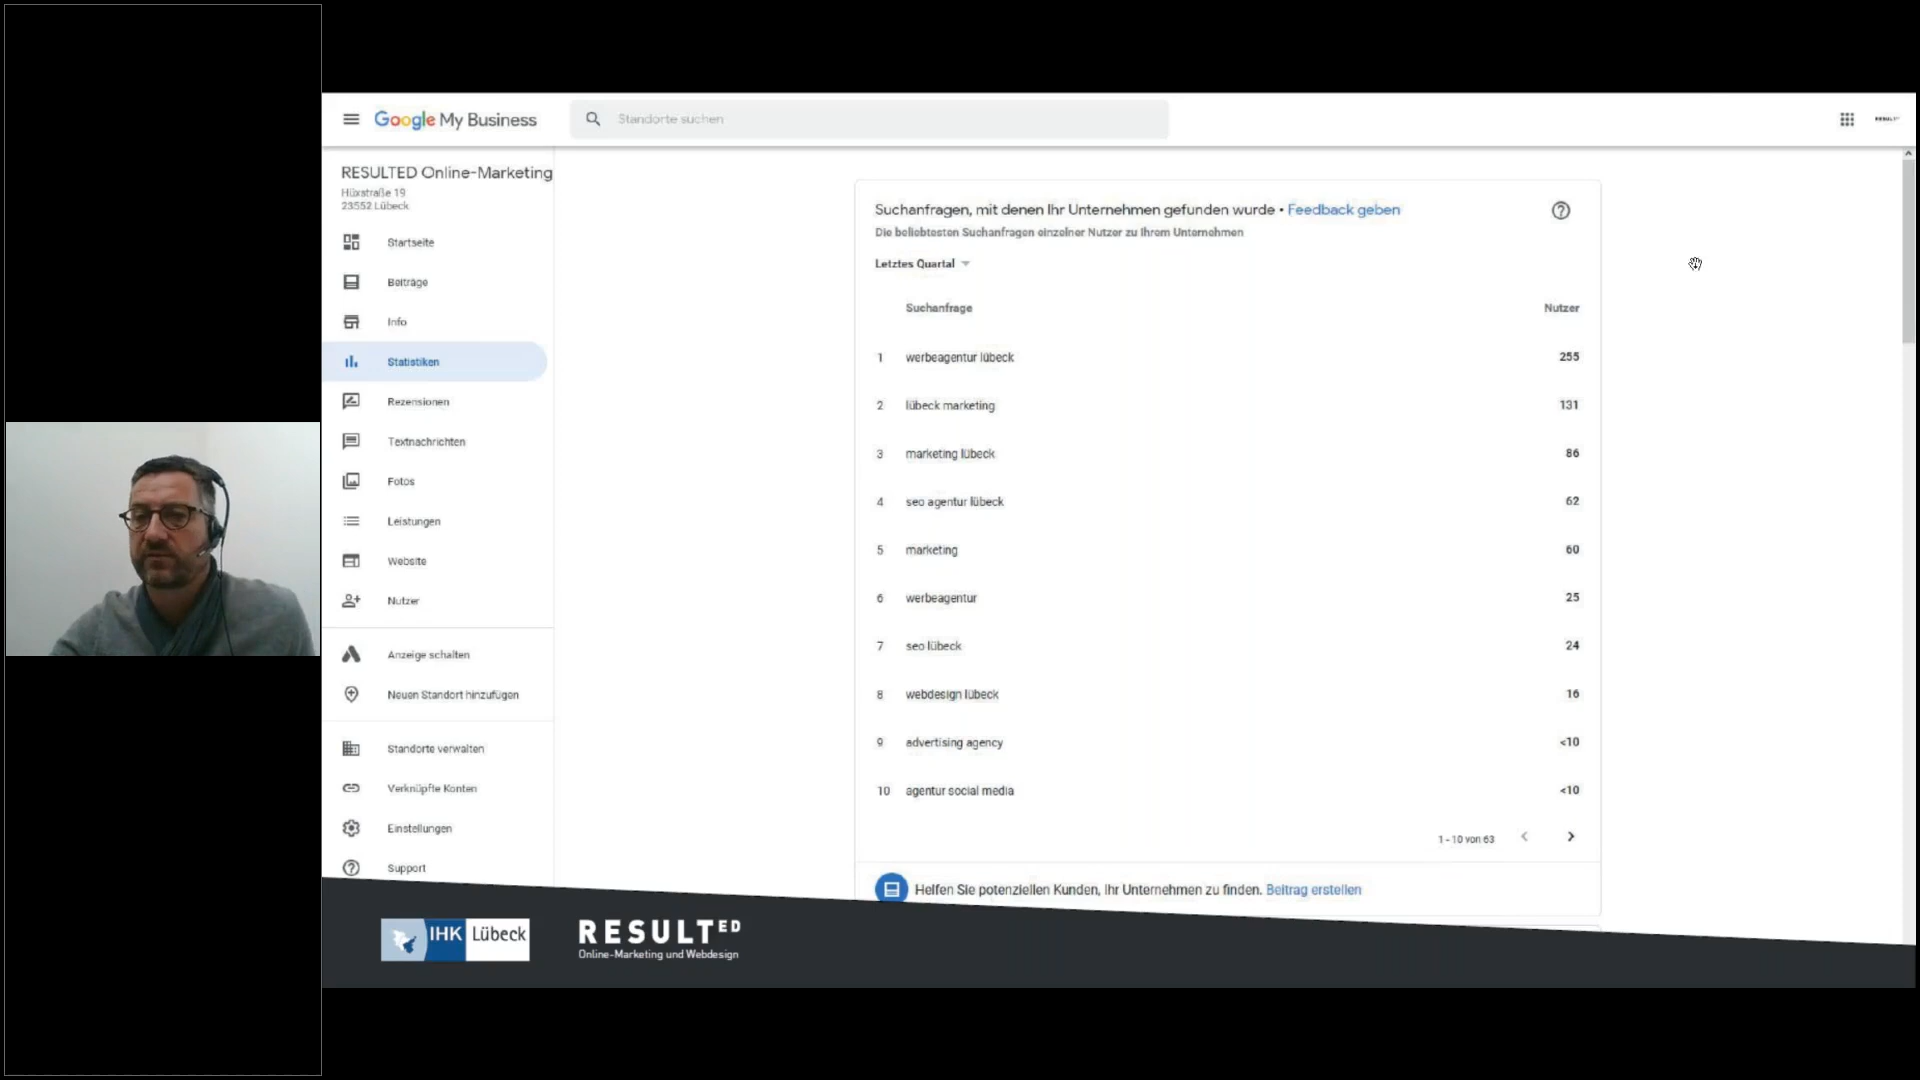 Google My Business
Standorte suchen
RESULTED Online-Marketing
Hüxstraße 19
23552 Lübeck
Startseite
Beiträge
Info
Statistiken
Rezensionen
Textnachrichten
Fotos
Leistungen
Website
Nutzer
Anzeige schalten
Neuen Standort hinzufügen
Standorte verwalten
Verknüpfte Konten
Einstellungen
Support
Suchanfragen, mit denen Ihr Unternehmen gefunden wurde • Feedback geben
Die beliebtesten Suchanfragen einzelner Nutzer zu Ihrem Unternehmen
Letztes Quartal
Suchanfrage Nutzer
1 werbeagentur lübeck 255
2 lübeck marketing 131
3 marketing lübeck 86
4 seo agentur lübeck 62
5 marketing 60
6 werbeagentur 25
7 seo lübeck 24
8 webdesign lübeck 16
9 advertising agency <10
10 agentur social media <10
1 - 10 von 63
Helfen Sie potenziellen Kunden, Ihr Unternehmen zu finden. Beitrag erstellen
IHK Lübeck
RESULTED
Online-Marketing und Webdesign